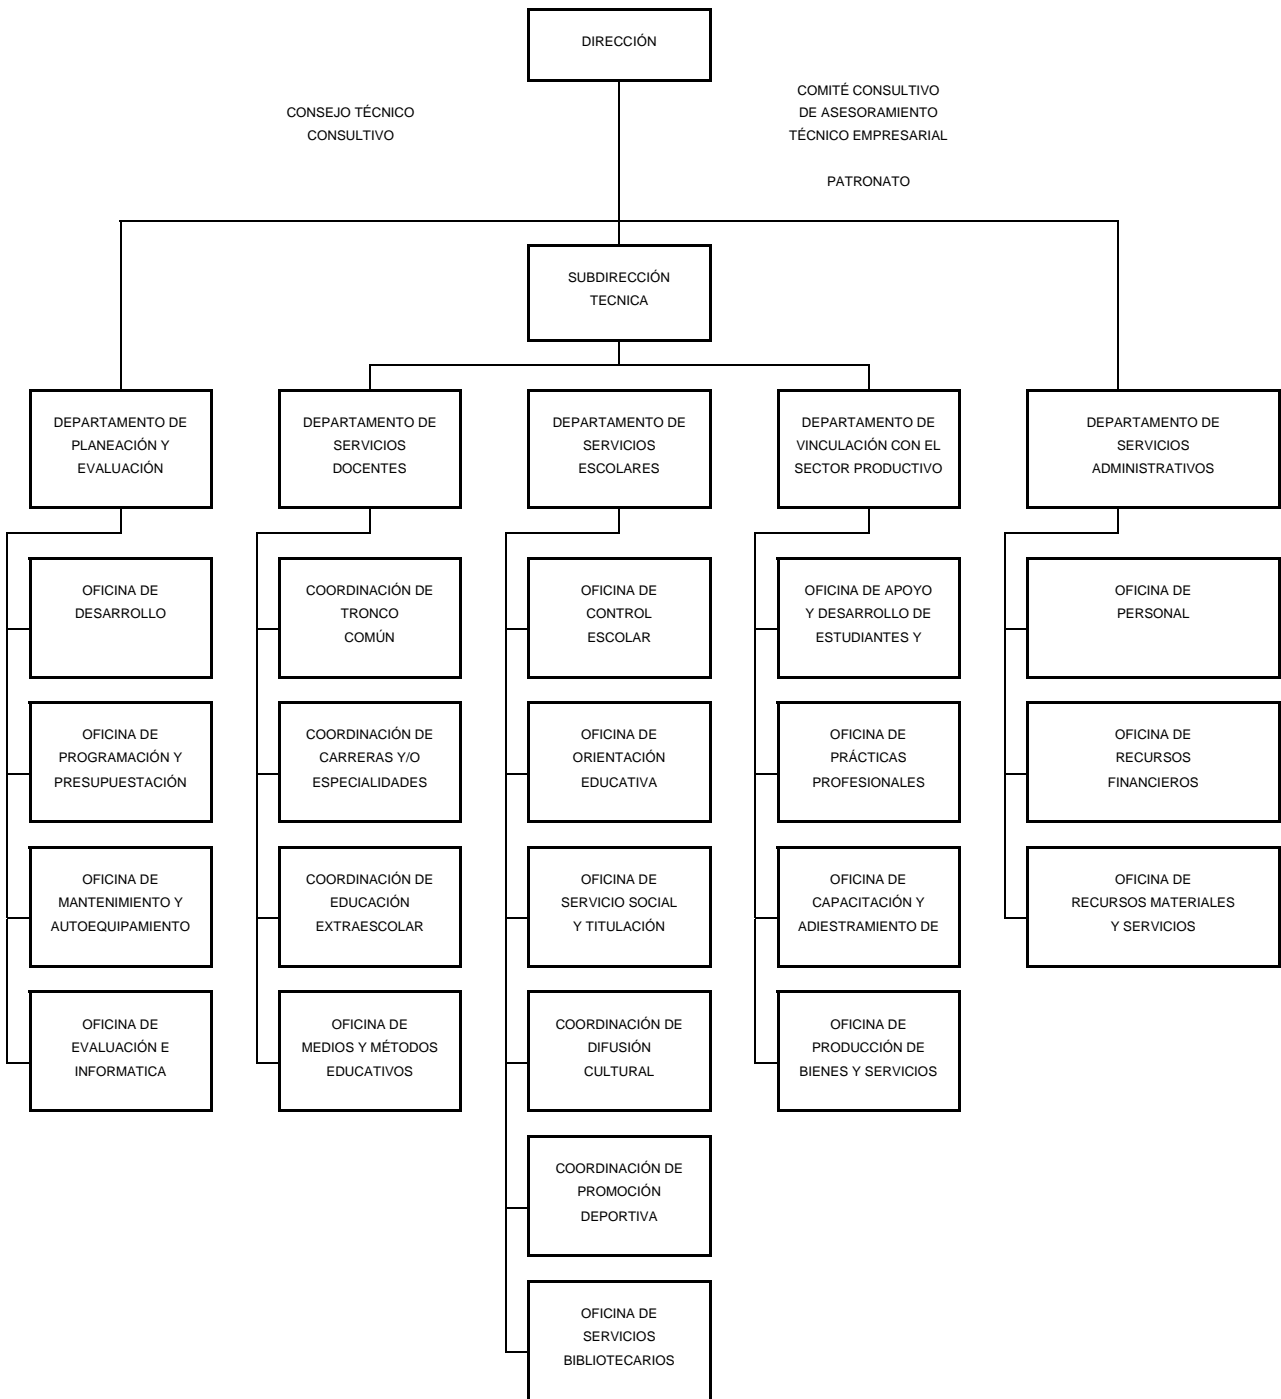 DIRECCIÓN
CONSEJO TÉCNICO
CONSULTIVO
COMITÉ CONSULTIVO
DE ASESORAMIENTO
TÉCNICO EMPRESARIAL
PATRONATO
SUBDIRECCIÓN
TECNICA
DEPARTAMENTO DE
PLANEACIÓN Y
EVALUACIÓN
DEPARTAMENTO DE
SERVICIOS
DOCENTES
DEPARTAMENTO DE
SERVICIOS
ESCOLARES
DEPARTAMENTO DE
VINCULACIÓN CON EL
SECTOR PRODUCTIVO
DEPARTAMENTO DE
SERVICIOS
ADMINISTRATIVOS
OFICINA DE
DESARROLLO
COORDINACIÓN DE
TRONCO
COMÚN
OFICINA DE
CONTROL
ESCOLAR
OFICINA DE APOYO
Y DESARROLLO DE
ESTUDIANTES Y
OFICINA DE
PERSONAL
OFICINA DE
PROGRAMACIÓN Y
PRESUPUESTACIÓN
COORDINACIÓN DE
CARRERAS Y/O
ESPECIALIDADES
OFICINA DE
ORIENTACIÓN
EDUCATIVA
OFICINA DE
PRÁCTICAS
PROFESIONALES
OFICINA DE
RECURSOS
FINANCIEROS
OFICINA DE
MANTENIMIENTO Y
AUTOEQUIPAMIENTO
COORDINACIÓN DE
EDUCACIÓN
EXTRAESCOLAR
OFICINA DE
SERVICIO SOCIAL
Y TITULACIÓN
OFICINA DE
CAPACITACIÓN Y
ADIESTRAMIENTO DE
OFICINA DE
RECURSOS MATERIALES
Y SERVICIOS
OFICINA DE
EVALUACIÓN E
INFORMATICA
OFICINA DE
MEDIOS Y MÉTODOS
EDUCATIVOS
COORDINACIÓN DE
DIFUSIÓN
CULTURAL
OFICINA DE
PRODUCCIÓN DE
BIENES Y SERVICIOS
COORDINACIÓN DE
PROMOCIÓN
DEPORTIVA
OFICINA DE
SERVICIOS
BIBLIOTECARIOS